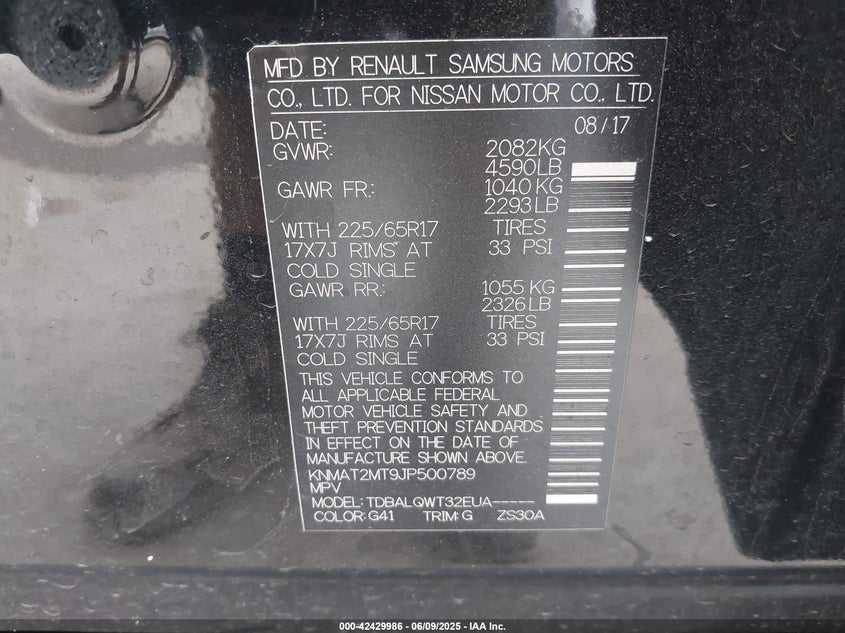 MFD BY RENAULT SAMSUNG MOTORS
CO., LTD. FOR NISSAN MOTOR CO., LTD.
DATE: 08/17
GVWR: 2082KG
4590LB
GAWR FR.: 1040 KG
2293LB
WITH 225/65R17 TIRES
17X7J RIMS AT 33 PSI
COLD SINGLE
GAWR RR.: 1055 KG
2326LB
WITH 225/65R17 TIRES
17X7J RIMS AT 33 PSI
COLD SINGLE
THIS VEHICLE CONFORMS TO
ALL APPLICABLE FEDERAL
MOTOR VEHICLE SAFETY AND
THEFT PREVENTION STANDARDS
IN EFFECT ON THE DATE OF
MANUFACTURE SHOWN ABOVE.
KNMAT2MT9JP500789
MPV
MODEL: TDBALQWT32EUA-----
COLOR: G41 TRIM: G ZS30A
000-42429986 - 06/09/2025 - IAA Inc.